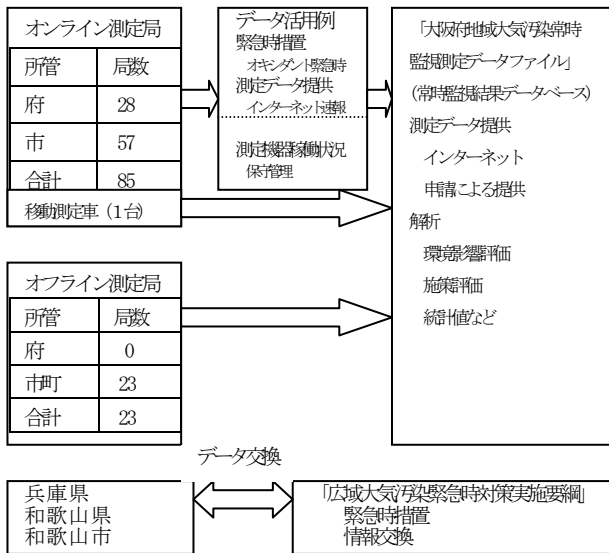 オンライン測定局
所管 局数
府 28
市 57
合計 85
移動測定車（1台）
データ活用例
緊急時措置
オキシダント緊急時
測定データ提供
インターネット速報
測定機器稼働状況
保守管理
「大阪府地域大気汚染常時
監視測定データファイル」
(常時監視結果データベース)
測定データ提供
インターネット
申請による提供
解析
環境影響評価
施策評価
統計値など
オフライン測定局
所管 局数
府 0
市町 23
合計 23
データ交換
兵庫県
和歌山県
和歌山市
「広域大気汚染緊急時対策実施要綱」
緊急時措置
情報交換